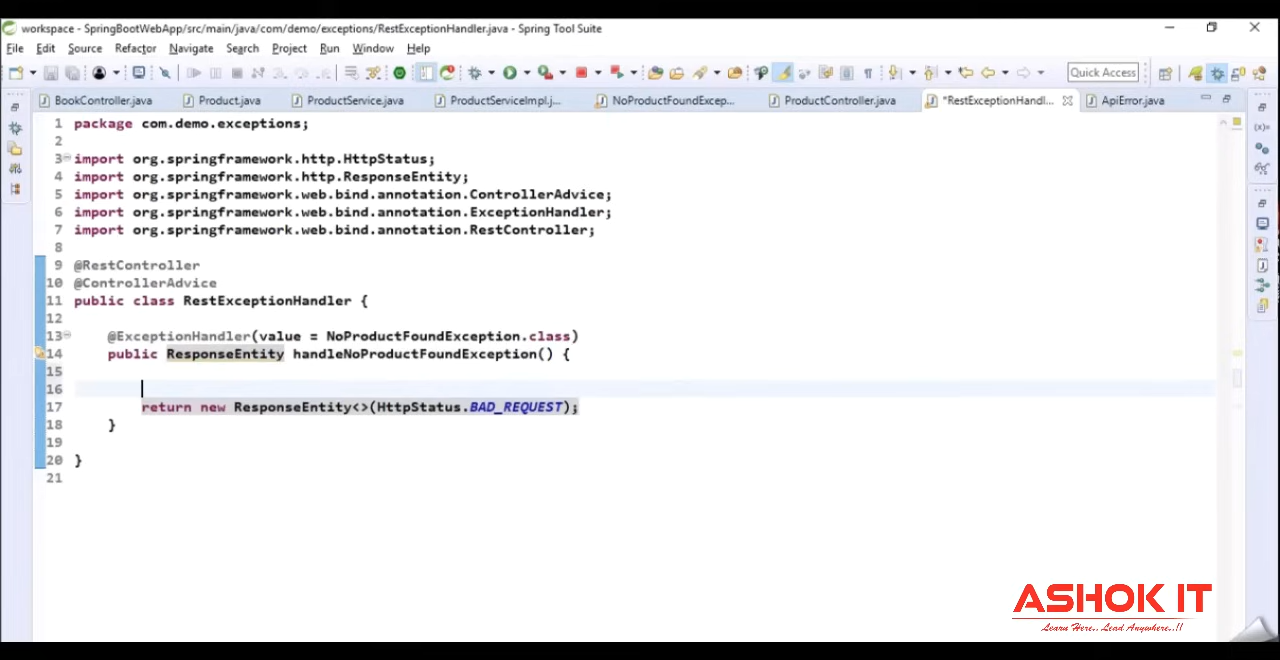 workspace - SpringBootWebApp/src/main/java/com/demo/exceptions/RestExceptionHandler.java - Spring Tool Suite
File Edit Source Refactor Navigate Search Project Run Window Help
Quick Access
BookController.java Product.java ProductService.java ProductServiceImpl.j... NoProductFoundExcep... ProductController.java *RestExceptionHandl... ApiError.java
1 package com.demo.exceptions;
2
3 import org.springframework.http.HttpStatus;
4 import org.springframework.http.ResponseEntity;
5 import org.springframework.web.bind.annotation.ControllerAdvice;
6 import org.springframework.web.bind.annotation.ExceptionHandler;
7 import org.springframework.web.bind.annotation.RestController;
8
9 @RestController
10 @ControllerAdvice
11 public class RestExceptionHandler {
12
13 @ExceptionHandler(value = NoProductFoundException.class)
14 public ResponseEntity handleNoProductFoundException() {
15
16
17 return new ResponseEntity<>(HttpStatus.BAD_REQUEST);
18 }
19
20 }
21
ASHOK IT
Learn Here.. Lead Anywhere..!!